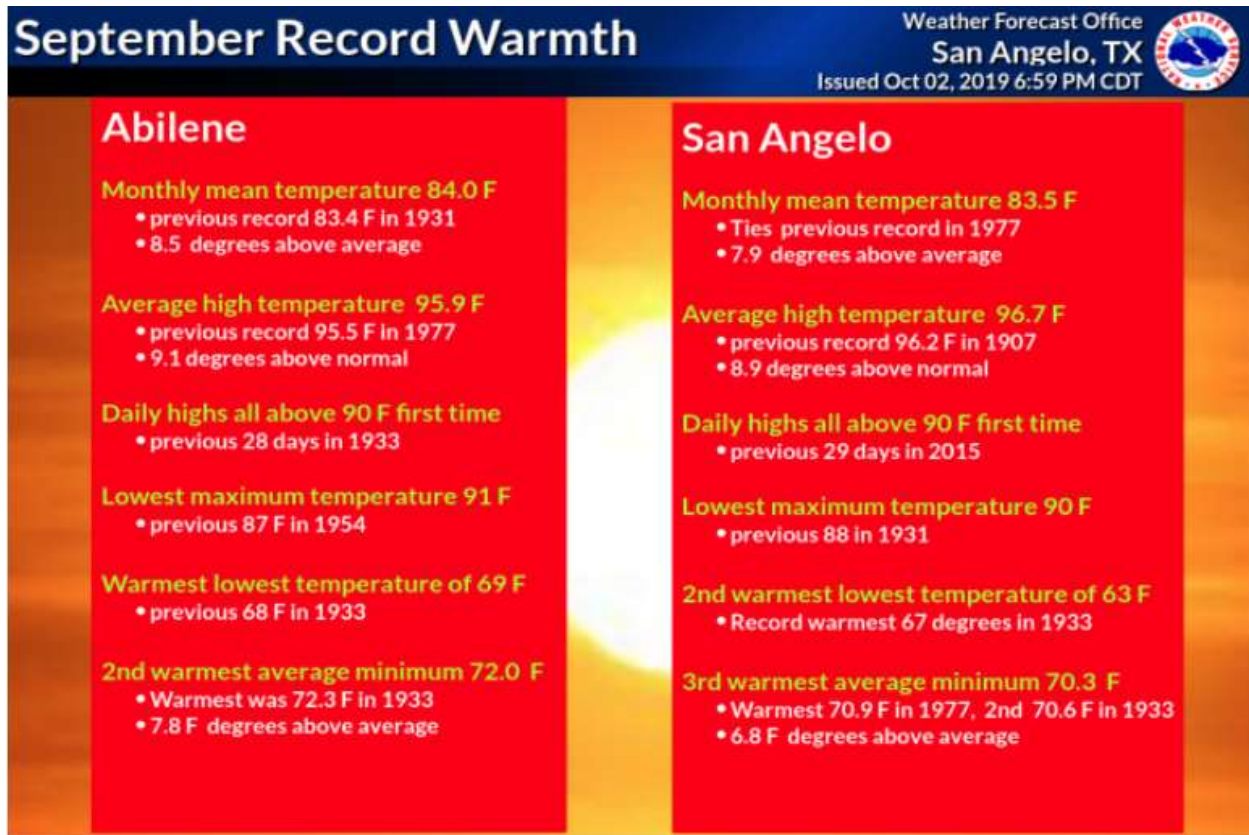 September Record Warmth
Weather Forecast Office
San Angelo, TX
Issued Oct 02, 2019 6:59 PM CDT
NATIONAL WEATHER SERVICE
Abilene
Monthly mean temperature 84.0 F
• previous record 83.4 F in 1931
• 8.5 degrees above average
Average high temperature 95.9 F
• previous record 95.5 F in 1977
• 9.1 degrees above normal
Daily highs all above 90 F first time
• previous 28 days in 1933
Lowest maximum temperature 91 F
• previous 87 F in 1954
Warmest lowest temperature of 69 F
• previous 68 F in 1933
2nd warmest average minimum 72.0 F
• Warmest was 72.3 F in 1933
• 7.8 F degrees above average
San Angelo
Monthly mean temperature 83.5 F
• Ties previous record in 1977
• 7.9 degrees above average
Average high temperature 96.7 F
• previous record 96.2 F in 1907
• 8.9 degrees above normal
Daily highs all above 90 F first time
• previous 29 days in 2015
Lowest maximum temperature 90 F
• previous 88 in 1931
2nd warmest lowest temperature of 63 F
• Record warmest 67 degrees in 1933
3rd warmest average minimum 70.3 F
• Warmest 70.9 F in 1977, 2nd 70.6 F in 1933
• 6.8 F degrees above average